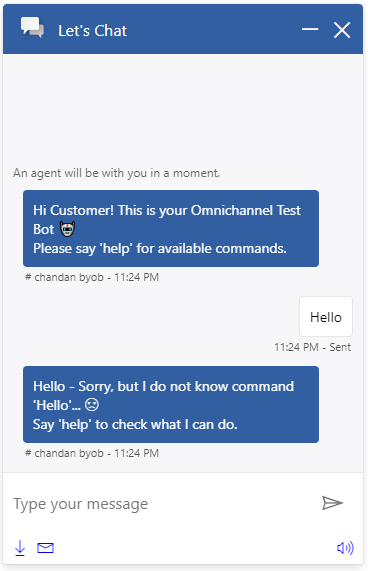 Let's Chat
An agent will be with you in a moment.
Hi Customer! This is your Omnichannel Test
Bot
Please say 'help' for available commands.
# chandan byob - 11:24 PM
Hello
11:24 PM - Sent
Hello - Sorry, but I do not know command
'Hello'... ☹
Say 'help' to check what I can do.
# chandan byob - 11:24 PM
Type your message